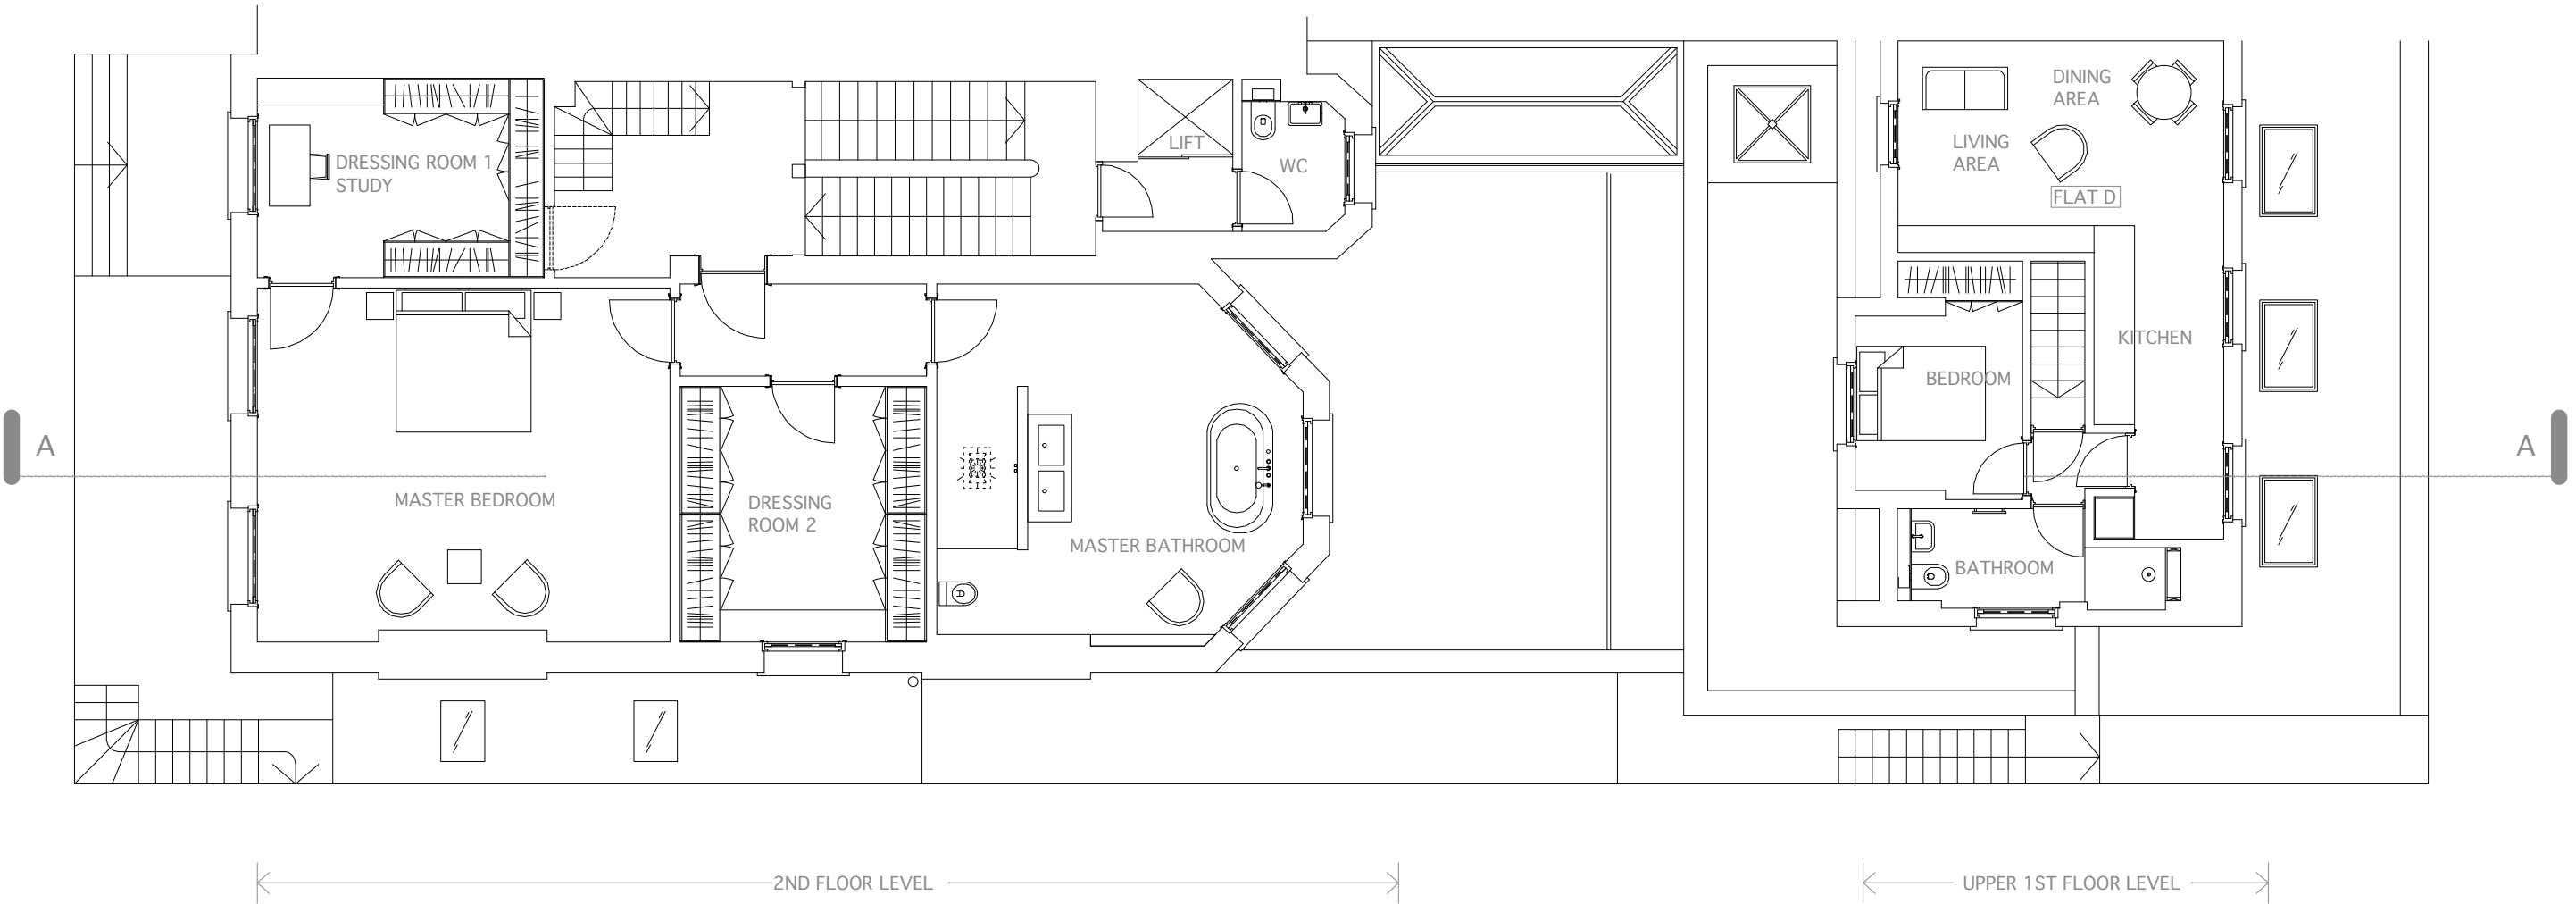 DRESSING ROOM 1
STUDY
LIFT
WC
DINING
AREA
LIVING
AREA
FLAT D
KITCHEN
BEDROOM
A
A
MASTER BEDROOM
DRESSING
ROOM 2
MASTER BATHROOM
BATHROOM
2ND FLOOR LEVEL
UPPER 1ST FLOOR LEVEL